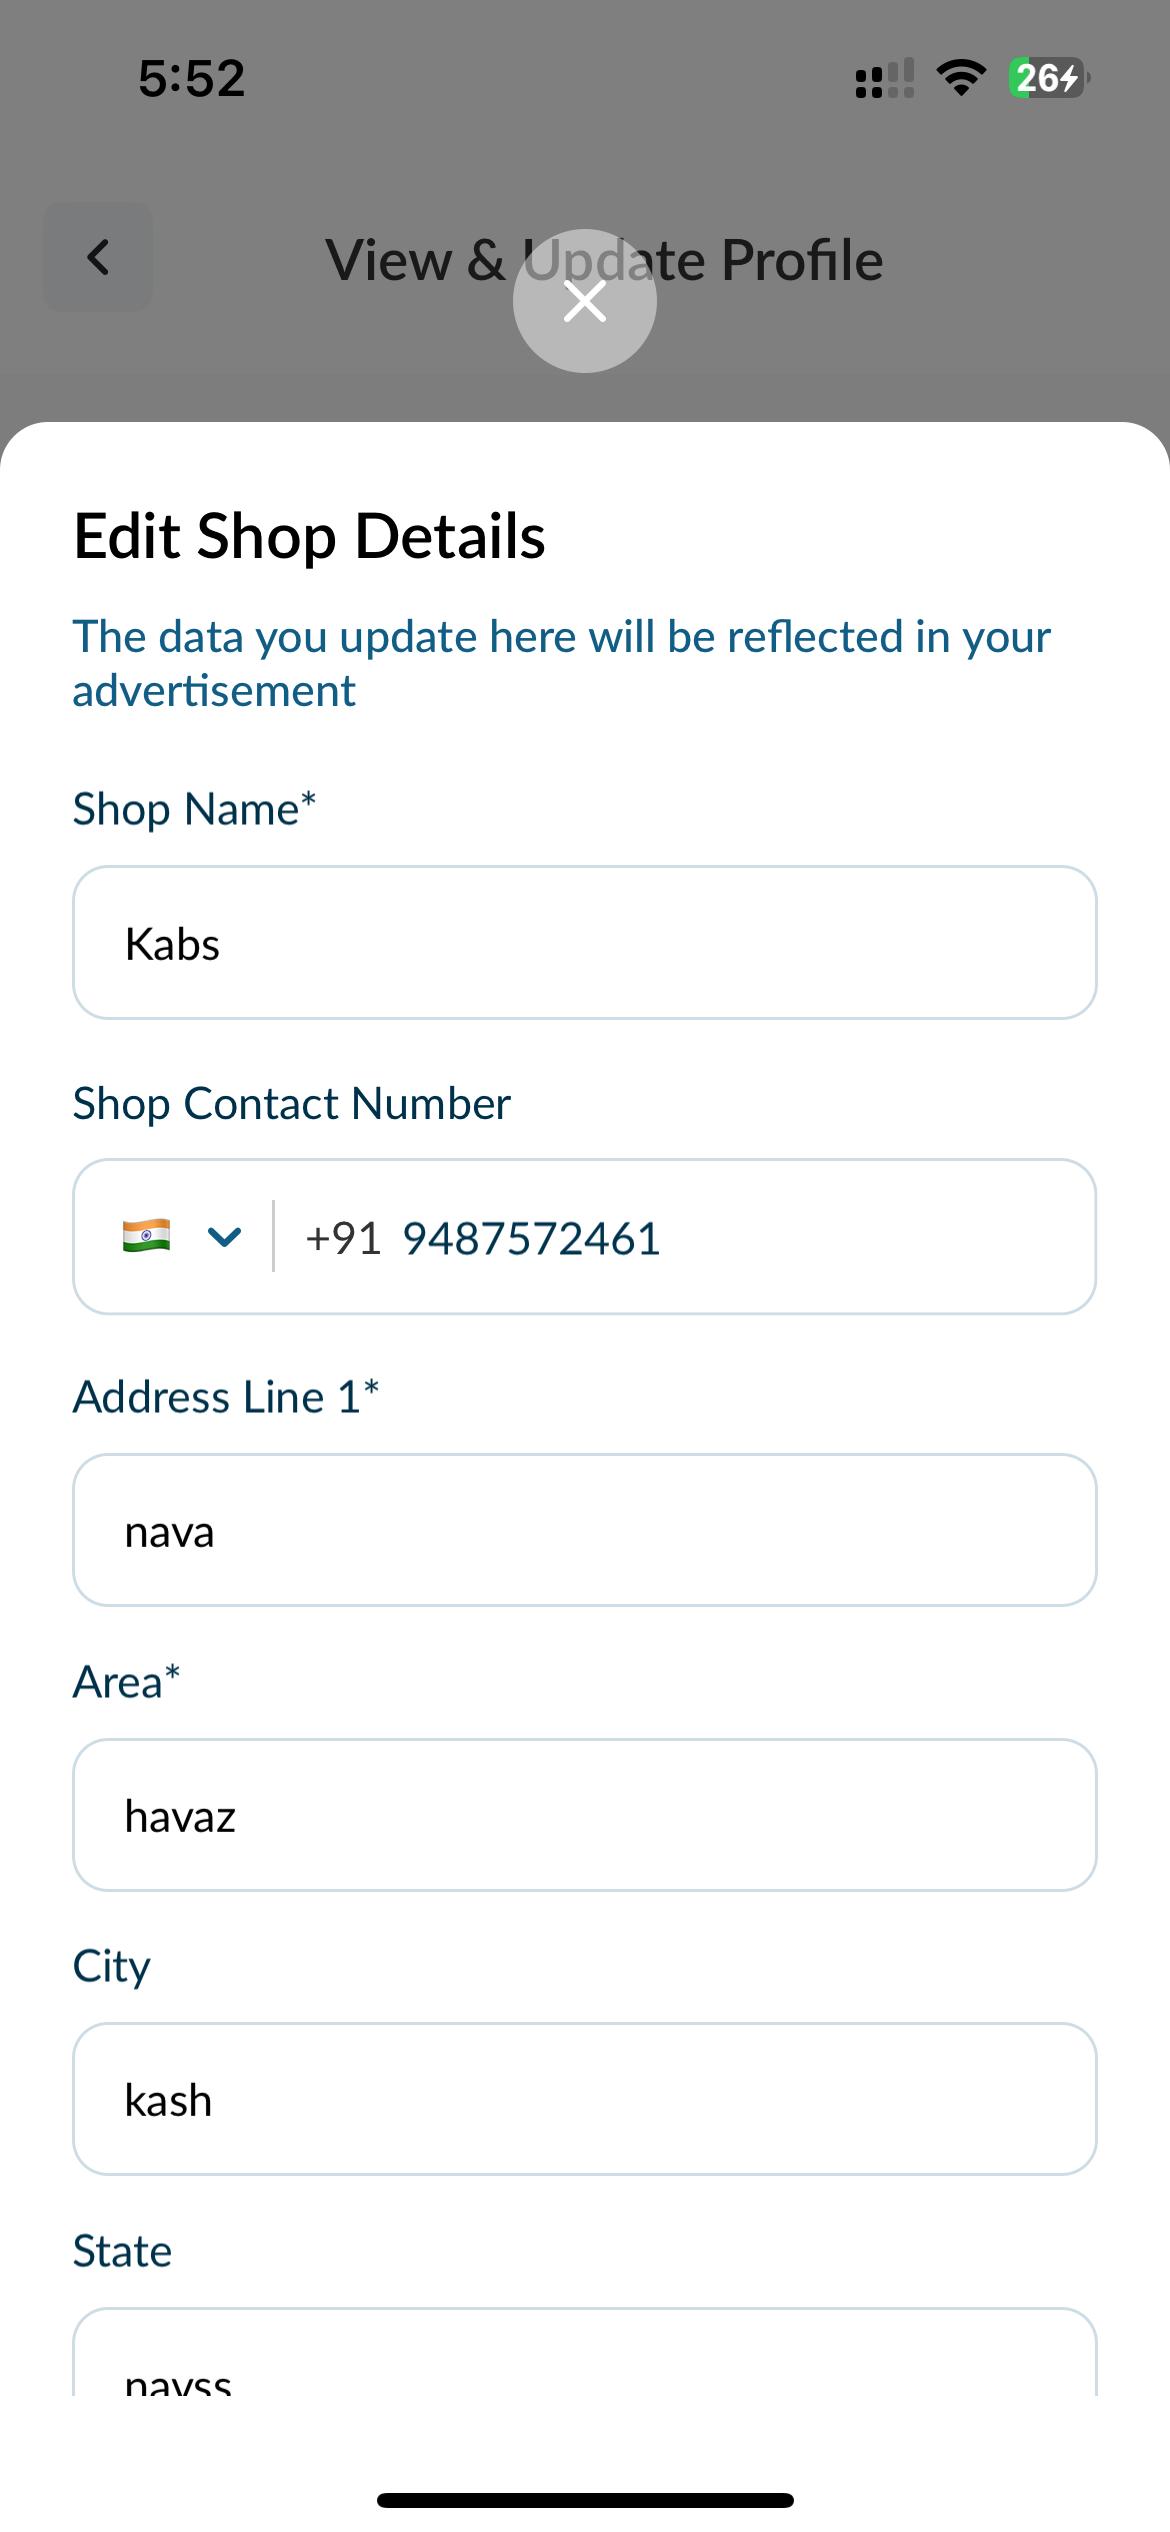 5:52
26
View & Update Profile
Edit Shop Details
The data you update here will be reflected in your
advertisement
Shop Name*
Kabs
Shop Contact Number
+91 9487572461
Address Line 1*
nava
Area*
havaz
City
kash
State